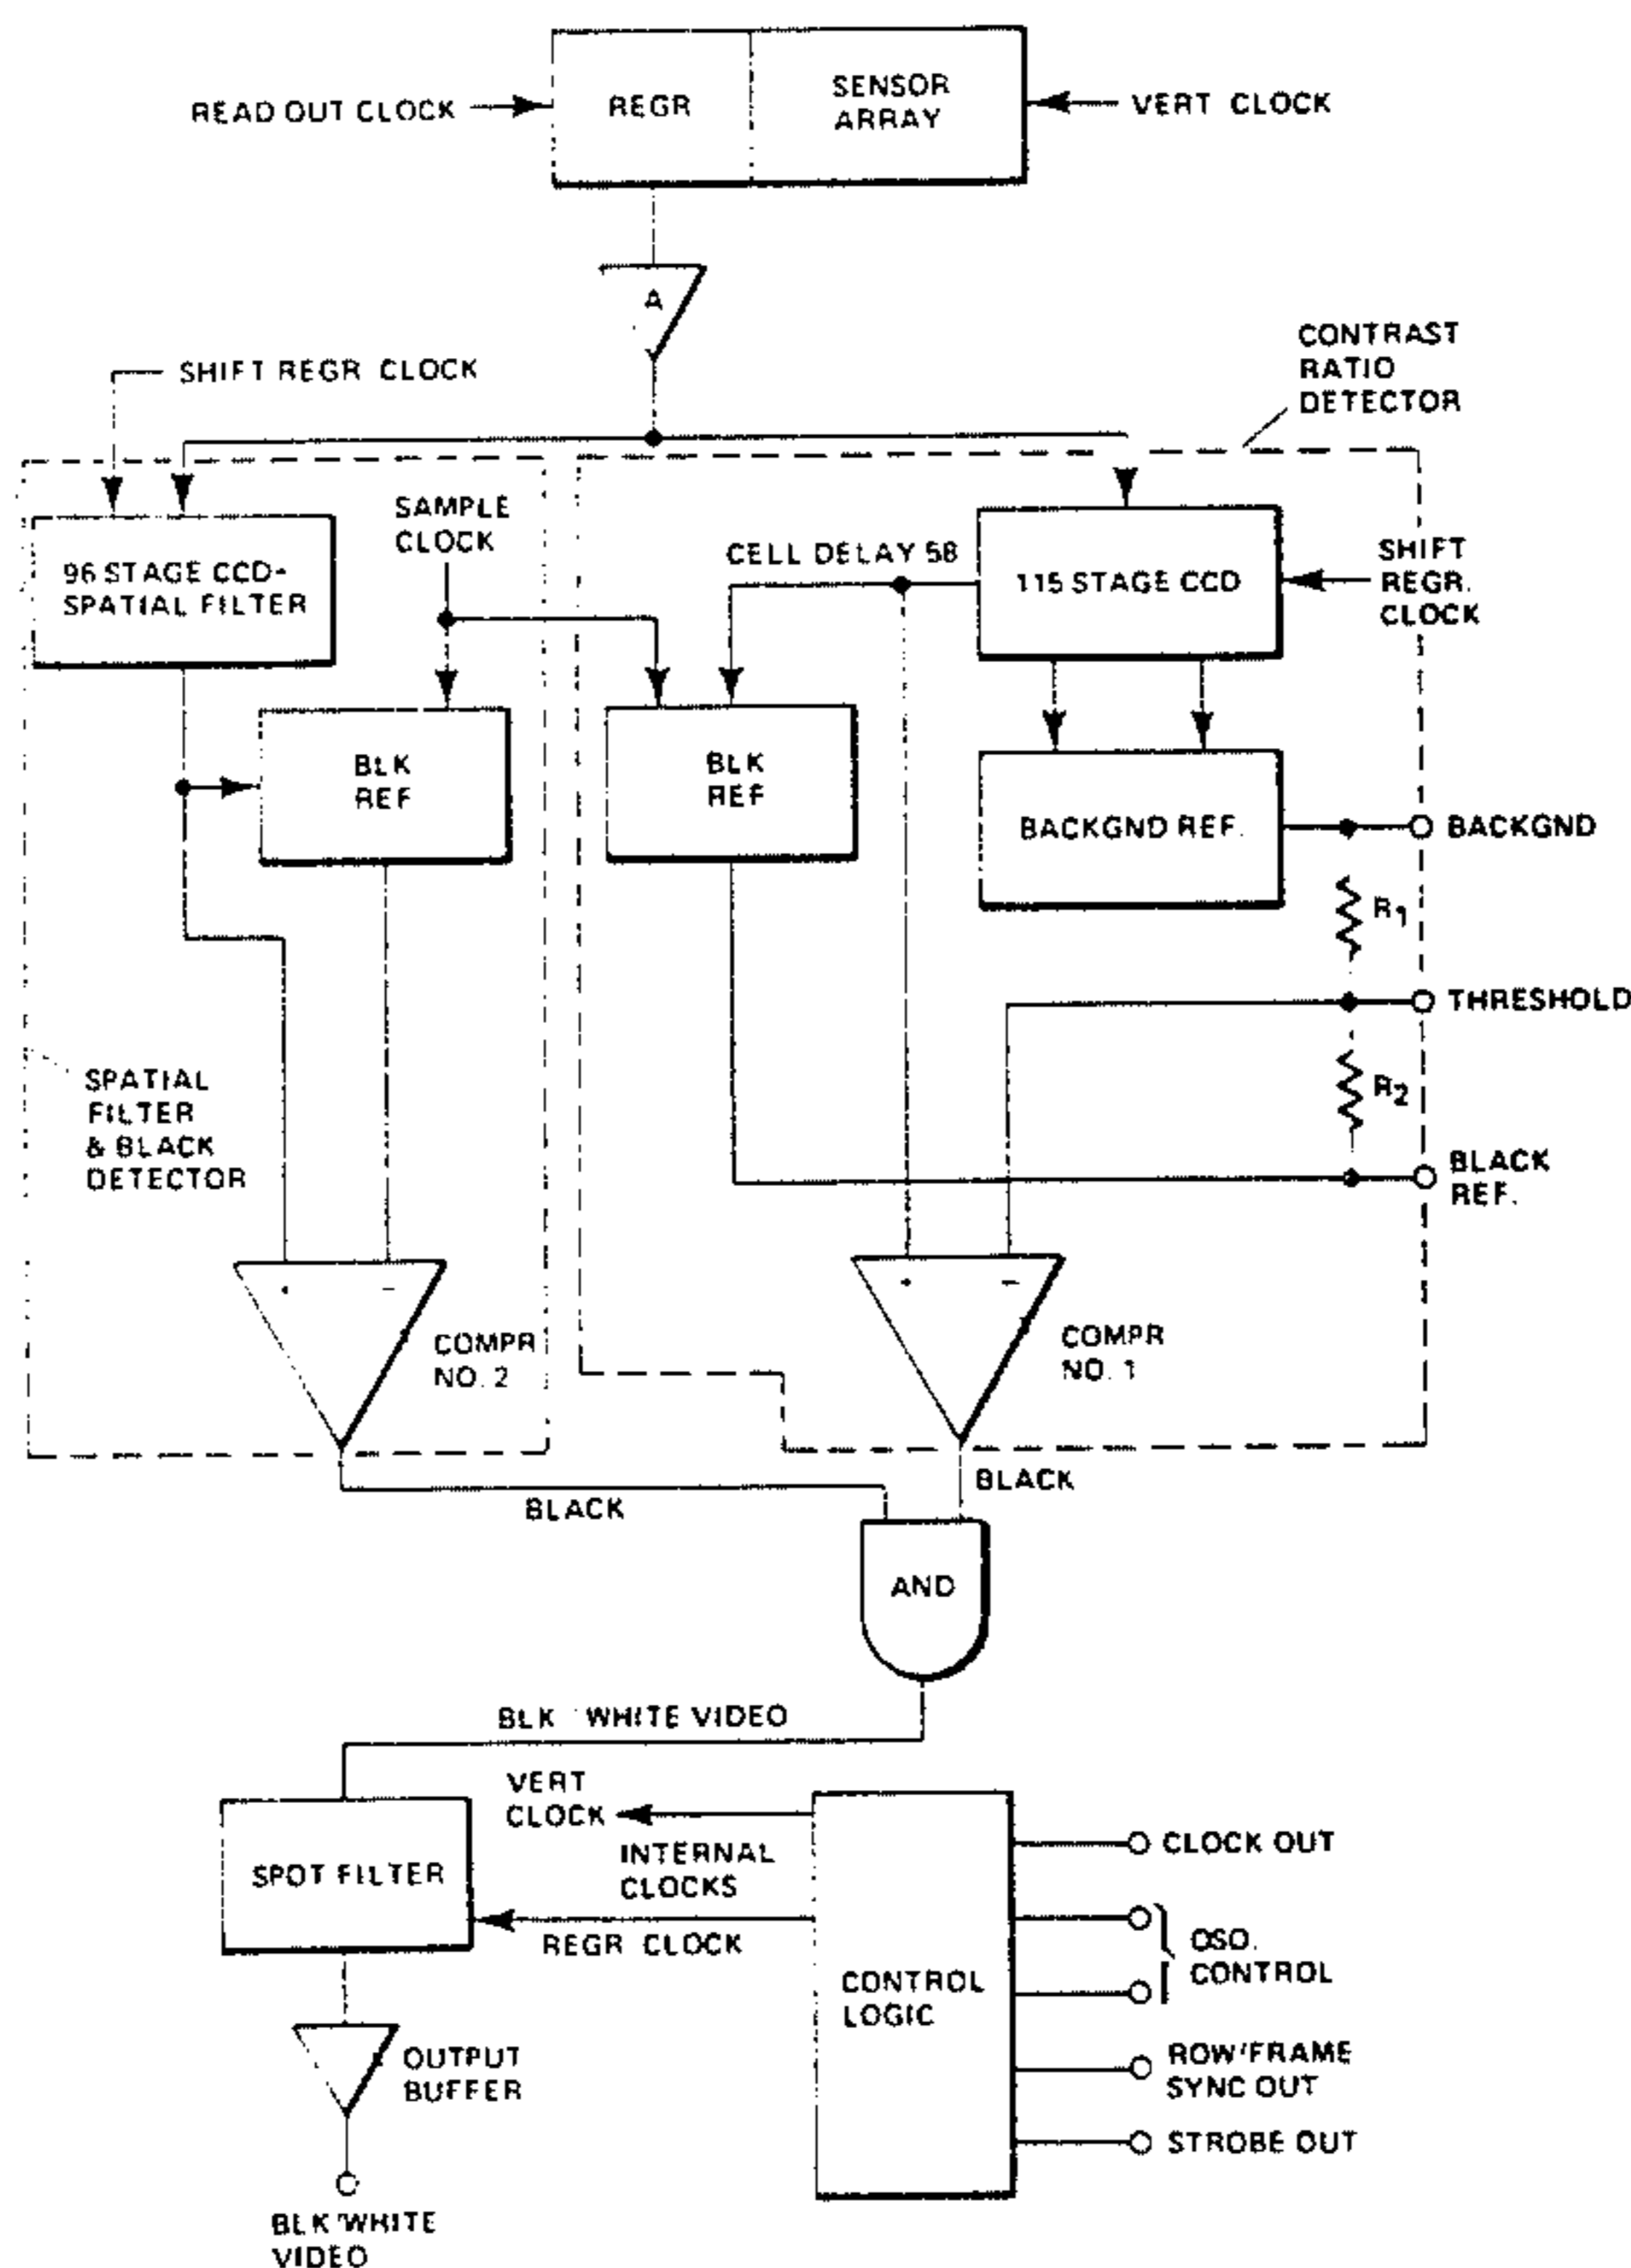 READ OUT CLOCK
REGR
SENSOR
ARRAY
VERT CLOCK
A
SHIFT REGR CLOCK
CONTRAST
RATIO
DETECTOR
SAMPLE
CLOCK
96 STAGE CCD-
SPATIAL FILTER
CELL DELAY 58
115 STAGE CCD
SHIFT
REGR.
CLOCK
BLK
REF
BLK
REF
BACKGND REF.
BACKGND
R1
THRESHOLD
R2
SPATIAL
FILTER
& BLACK
DETECTOR
BLACK
REF.
+
−
COMPR
NO. 2
+
−
COMPR
NO. 1
BLACK
BLACK
AND
BLK WHITE VIDEO
VERT
CLOCK
INTERNAL
CLOCKS
SPOT FILTER
REGR CLOCK
CONTROL
LOGIC
CLOCK OUT
OSO.
CONTROL
ROW/FRAME
SYNC OUT
STROBE OUT
OUTPUT
BUFFER
BLK WHITE
VIDEO